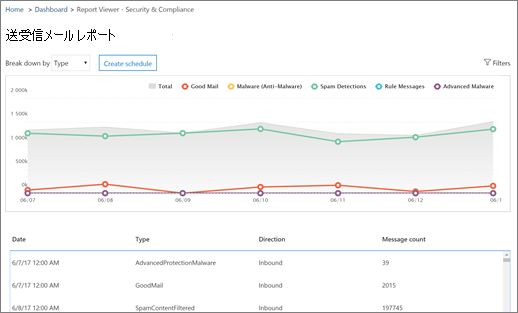 Home > Dashboard > Report Viewer - Security & Compliance
送受信メールレポート
Break down by Type Create schedule Filters
Total Good Mail Malware (Anti-Malware) Spam Detections Rule Messages Advanced Malware
2 000k
1 500k
1 000k
500k
0k
06/07 06/08 06/09 06/10 06/11 06/12 06/1
Date Type Direction Message count
6/7/17 12:00 AM AdvancedProtectionMalware Inbound 39
6/7/17 12:00 AM GoodMail Inbound 2015
6/8/17 12:00 AM SpamContentFiltered Inbound 197745